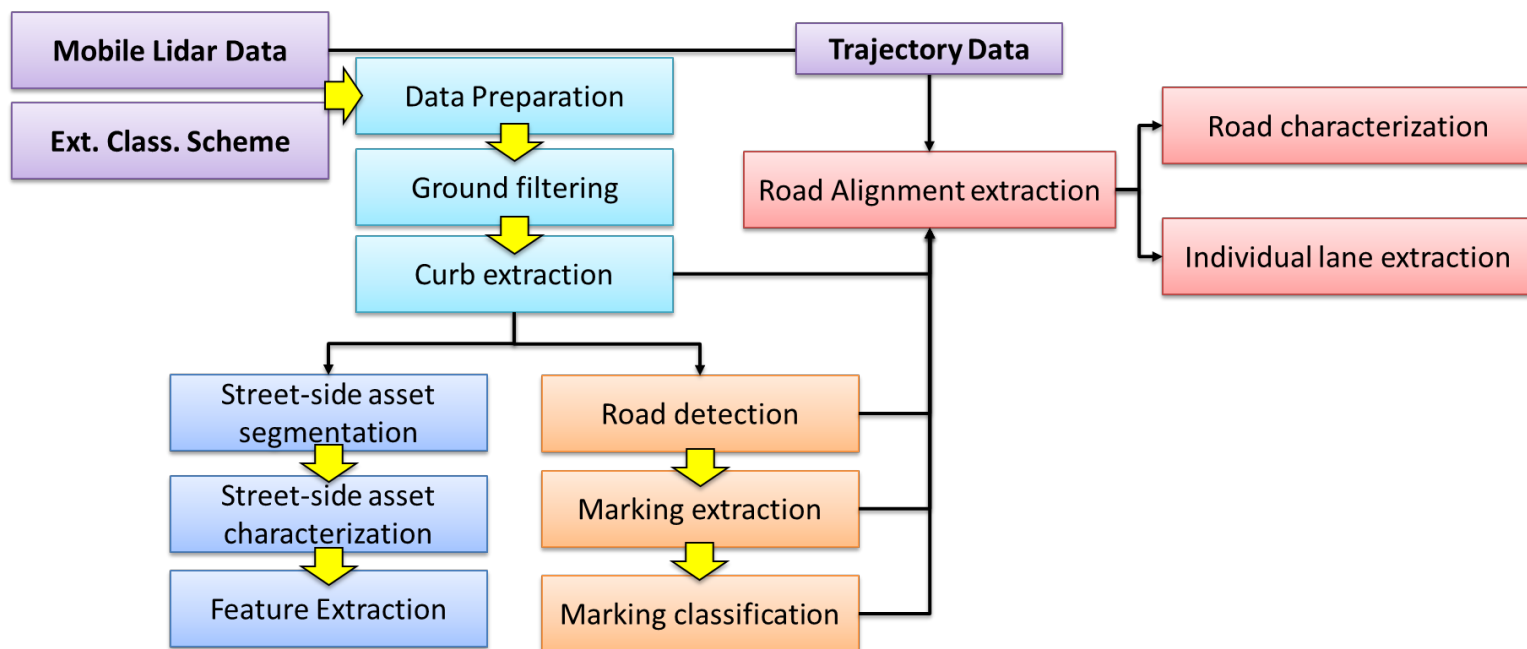 Mobile Lidar Data
Trajectory Data
Data Preparation
Ext. Class. Scheme
Road characterization
Ground filtering
Road Alignment extraction
Curb extraction
Individual lane extraction
Street-side asset
segmentation
Road detection
Street-side asset
characterization
Marking extraction
Feature Extraction
Marking classification